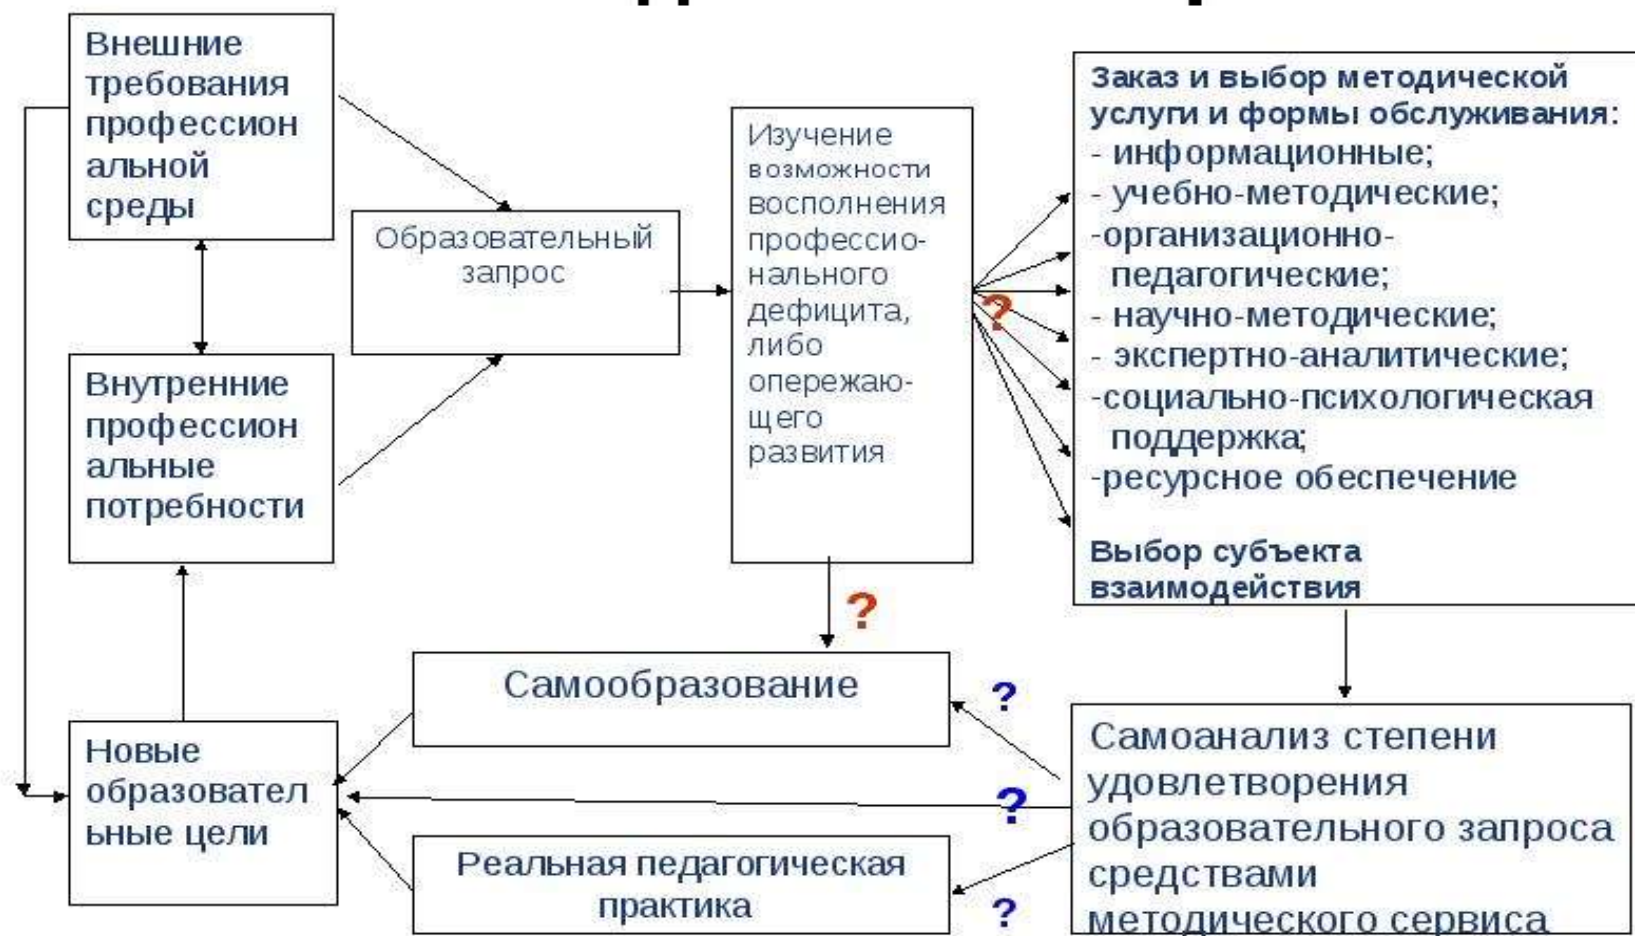 Внешние
требования
профессион
альной
среды
Образовательный
запрос
Внутренние
профессион
альные
потребности
Изучение
возможности
восполнения
профессио-
нального
дефицита,
либо
опережаю-
щего
развития
Заказ и выбор методической
услуги и формы обслуживания:
- информационные;
- учебно-методические;
-организационно-
педагогические;
- научно-методические;
- экспертно-аналитические;
-социально-психологическая
поддержка;
-ресурсное обеспечение
Выбор субъекта
взаимодействия
?
?
Самообразование
?
Новые
образовател
ьные цели
?
Реальная педагогическая
практика
?
Самоанализ степени
удовлетворения
образовательного запроса
средствами
методического сервиса